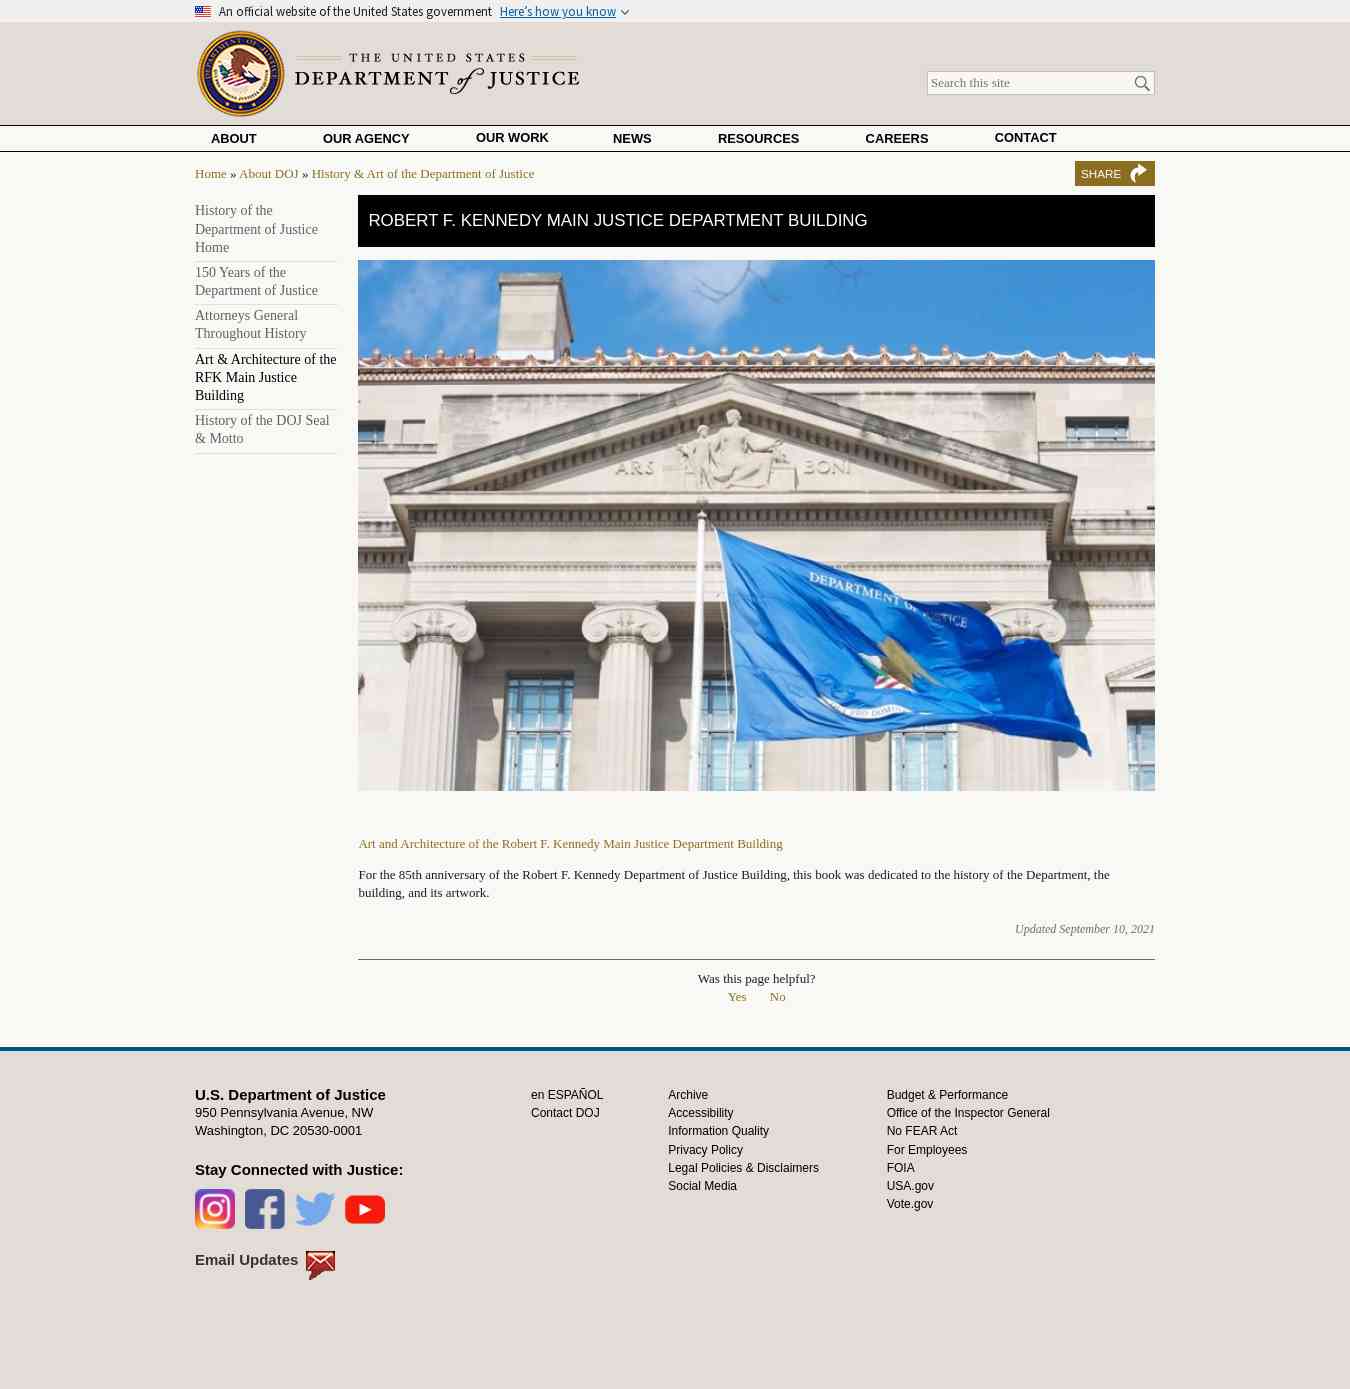 An official website of the United States government Here's how you know
THE UNITED STATES
DEPARTMENT of JUSTICE
Search this site
ABOUT OUR AGENCY OUR WORK NEWS RESOURCES CAREERS CONTACT
Home » About DOJ » History & Art of the Department of Justice
SHARE
History of the
Department of Justice
Home
150 Years of the
Department of Justice
Attorneys General
Throughout History
Art & Architecture of the
RFK Main Justice
Building
History of the DOJ Seal
& Motto
ROBERT F. KENNEDY MAIN JUSTICE DEPARTMENT BUILDING
ARS BONI
DEPARTMENT OF JUSTICE
PRO DOMINA
Art and Architecture of the Robert F. Kennedy Main Justice Department Building
For the 85th anniversary of the Robert F. Kennedy Department of Justice Building, this book was dedicated to the history of the Department, the
building, and its artwork.
Updated September 10, 2021
Was this page helpful?
Yes No
U.S. Department of Justice
950 Pennsylvania Avenue, NW
Washington, DC 20530-0001
Stay Connected with Justice:
Email Updates
en ESPAÑOL
Contact DOJ
Archive
Accessibility
Information Quality
Privacy Policy
Legal Policies & Disclaimers
Social Media
Budget & Performance
Office of the Inspector General
No FEAR Act
For Employees
FOIA
USA.gov
Vote.gov